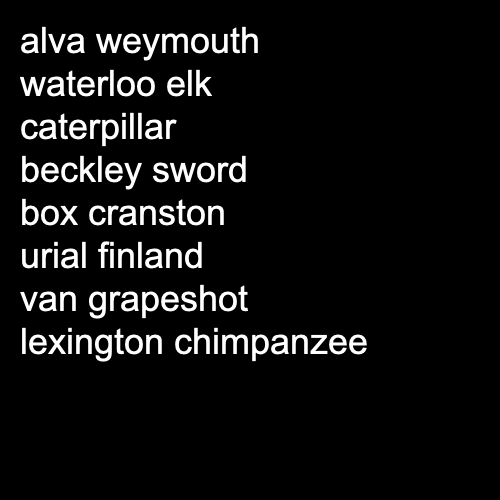 alva weymouth
waterloo elk
caterpillar
beckley sword
box cranston
urial finland
van grapeshot
lexington chimpanzee